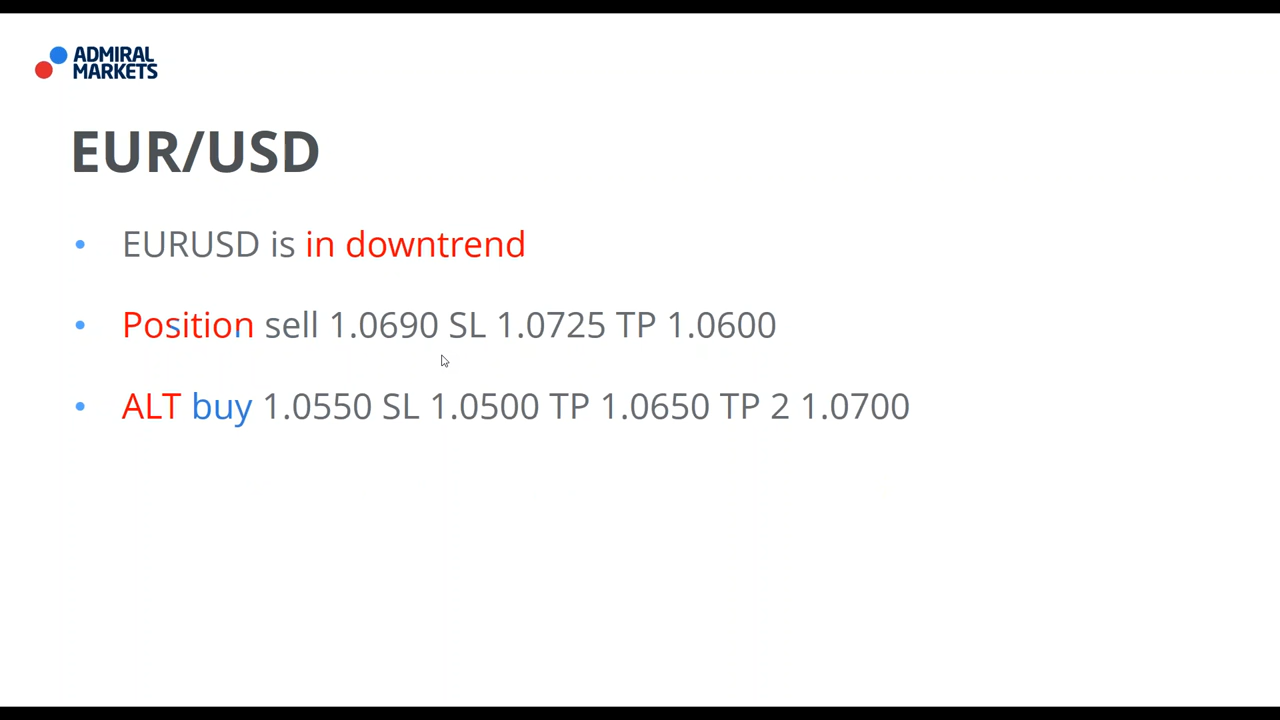 ADMIRAL
MARKETS
EUR/USD
• EURUSD is in downtrend
• Position sell 1.0690 SL 1.0725 TP 1.0600
• ALT buy 1.0550 SL 1.0500 TP 1.0650 TP 2 1.0700